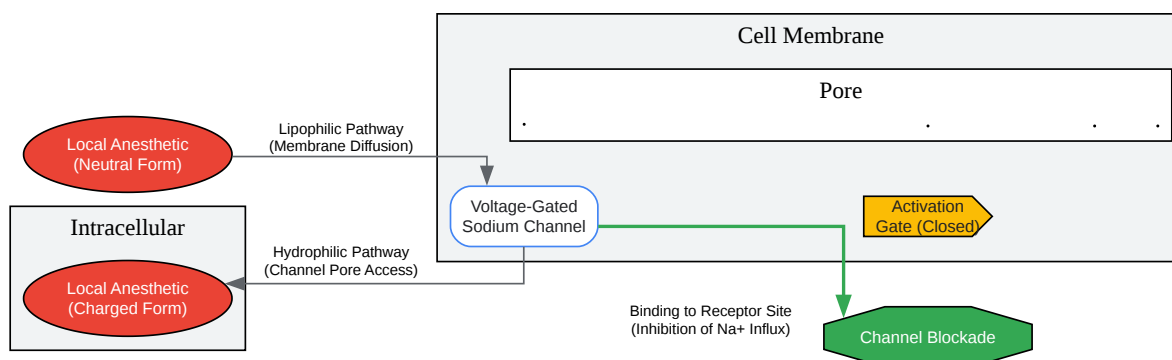 Cell Membrane
Pore
Lipophilic Pathway
(Membrane Diffusion)
Local Anesthetic
(Neutral Form)
Voltage-Gated
Sodium Channel
Activation
Gate (Closed)
Intracellular
Hydrophilic Pathway
(Channel Pore Access)
Local Anesthetic
(Charged Form)
Binding to Receptor Site
(Inhibition of Na+ Influx)
Channel Blockade